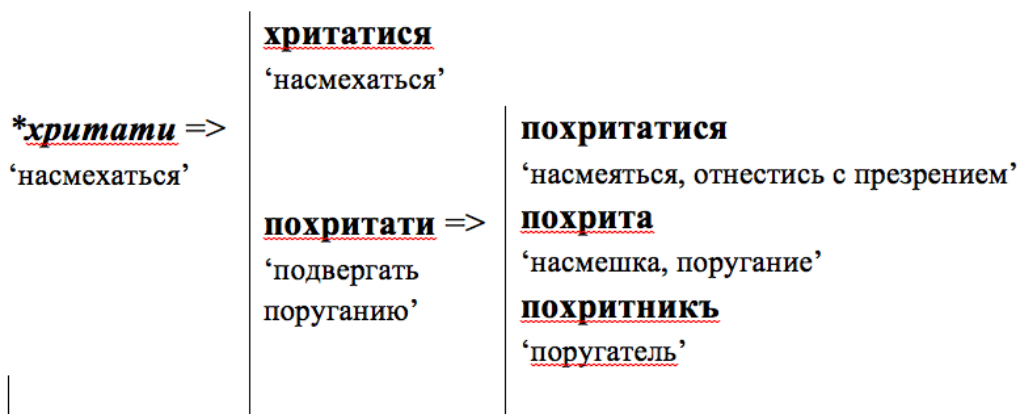 *хритати =>
‘насмехаться’
хритатися
‘насмехаться’
похритати =>
‘подвергать
поруганию’
похритатися
‘насмеяться, отнестись с презрением’
похрита
‘насмешка, поругание’
похритникъ
‘поругатель’